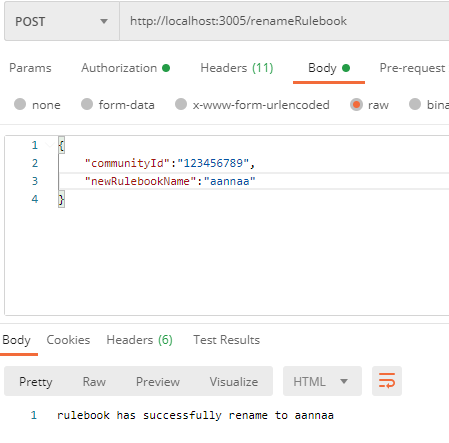 POST http://localhost:3005/renameRulebook
Params Authorization Headers (11) Body Pre-request
none form-data x-www-form-urlencoded raw bina
1 {
2 "communityId":"123456789",
3 "newRulebookName":"aannaa"
4 }
Body Cookies Headers (6) Test Results
Pretty Raw Preview Visualize HTML
1 rulebook has successfully rename to aannaa